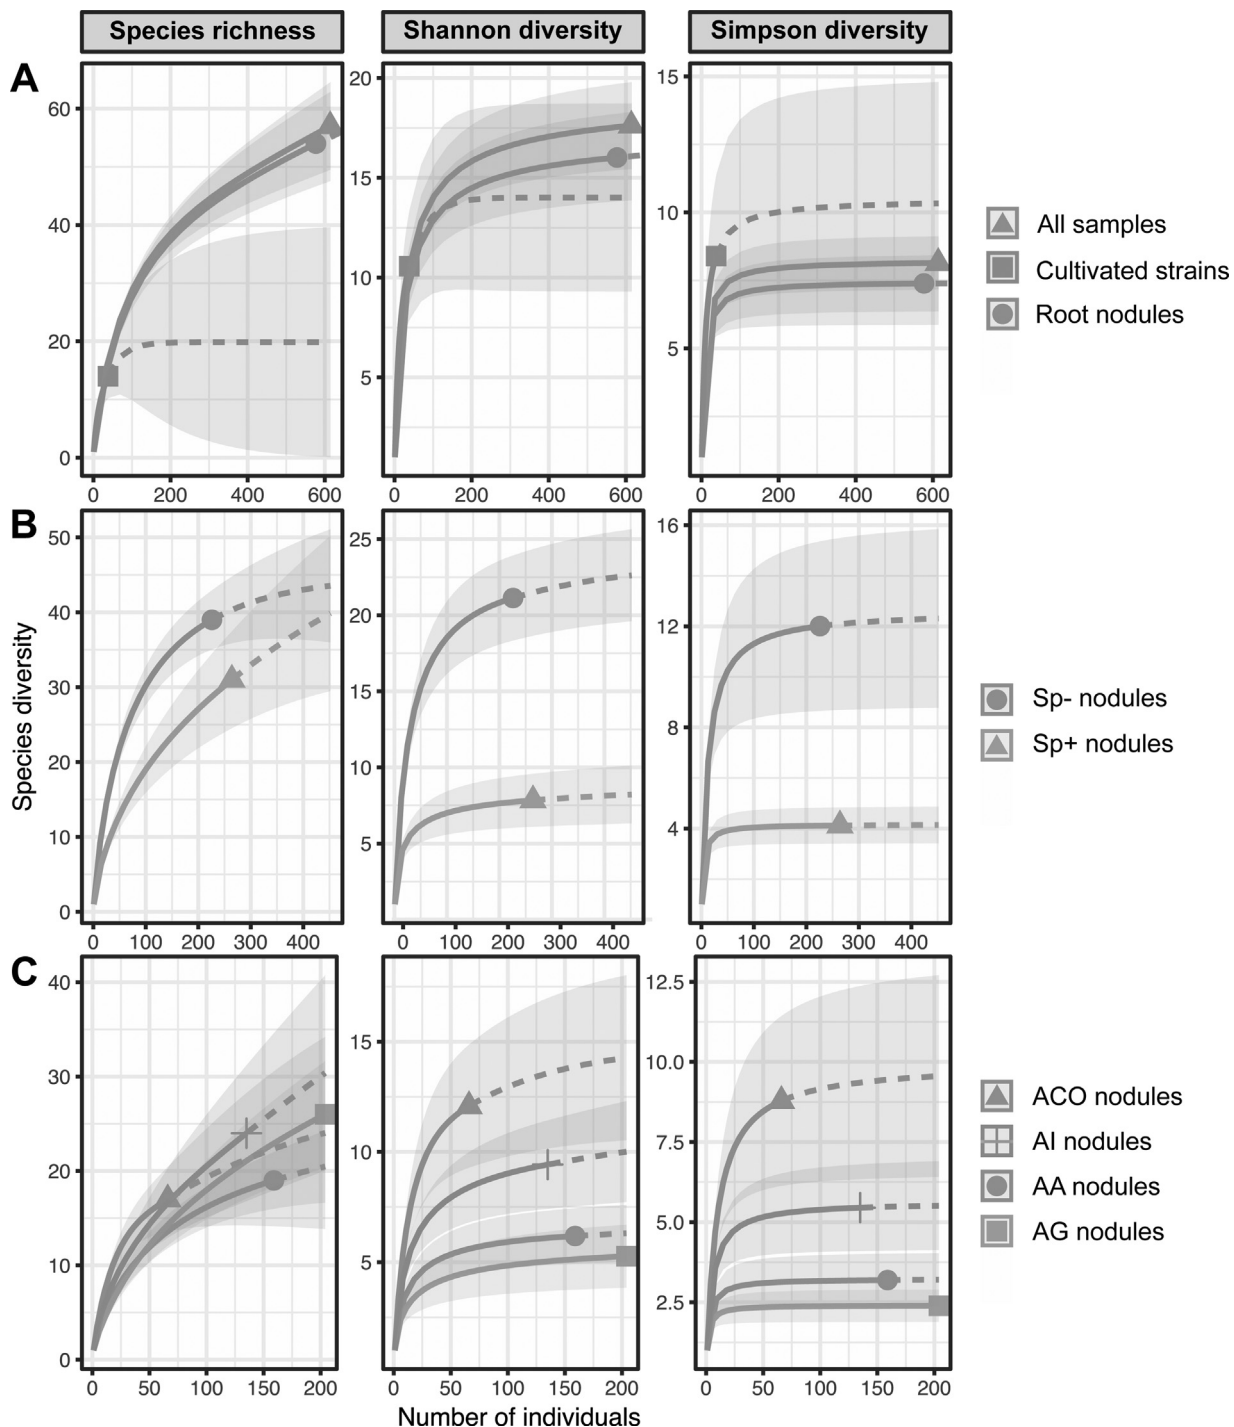 Species richness
Shannon diversity
Simpson diversity
A
60
40
20
0
0 200 400 600
20
15
10
5
0 200 400 600
15
10
5
0 200 400 600
All samples
Cultivated strains
Root nodules
B
Species diversity
50
40
30
20
10
0
0 100 200 300 400
25
20
15
10
5
0 100 200 300 400
16
12
8
4
0 100 200 300 400
Sp- nodules
Sp+ nodules
C
40
30
20
10
0
0 50 100 150 200
15
10
5
0 50 100 150 200
12.5
10.0
7.5
5.0
2.5
0 50 100 150 200
Number of individuals
ACO nodules
AI nodules
AA nodules
AG nodules